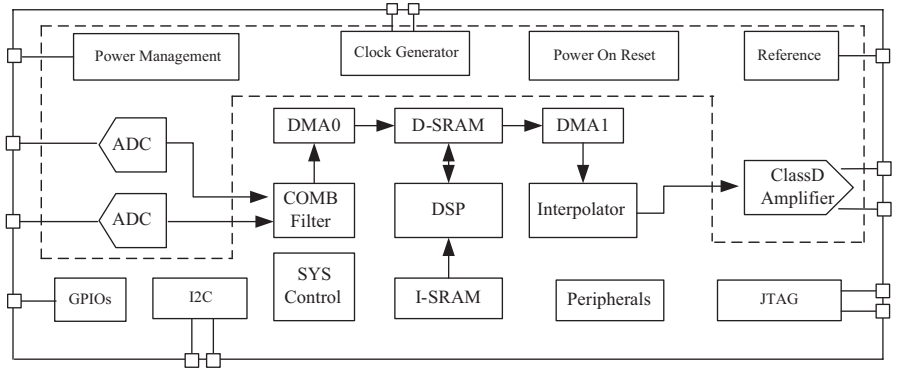 Power Management
Clock Generator
Power On Reset
Reference
ADC
DMA0
D-SRAM
DMA1
ADC
COMB
Filter
DSP
Interpolator
ClassD
Amplifier
GPIOs
I2C
SYS
Control
I-SRAM
Peripherals
JTAG